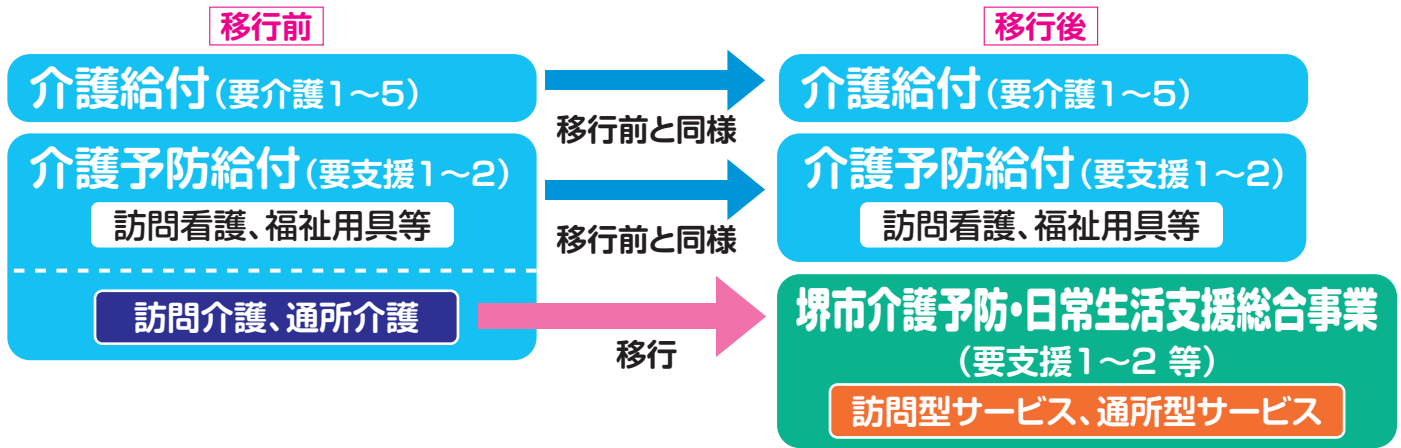 移行前
移行後
介護給付(要介護1〜5)
移行前と同様
介護給付(要介護1〜5)
介護予防給付(要支援1〜2)
訪問看護、福祉用具等
移行前と同様
介護予防給付(要支援1〜2)
訪問看護、福祉用具等
訪問介護、通所介護
移行
堺市介護予防・日常生活支援総合事業
(要支援1〜2 等)
訪問型サービス、通所型サービス